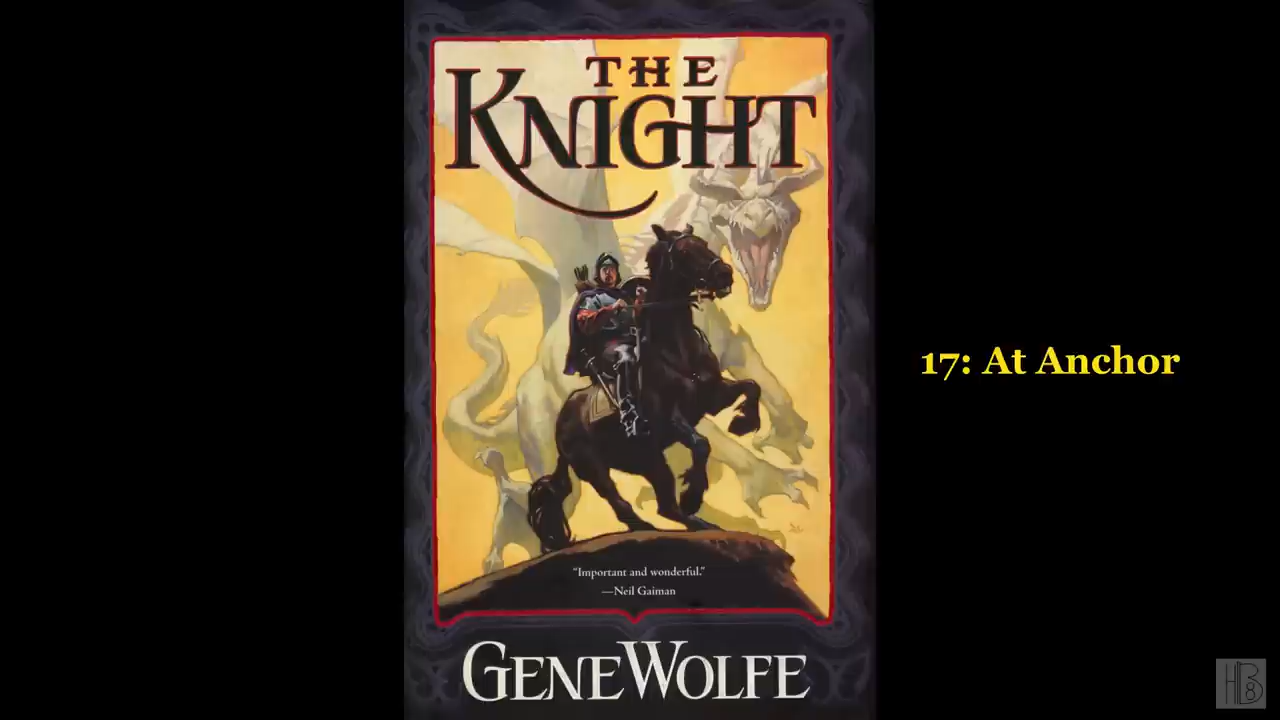 THE
KNIGHT
17: At Anchor
“Important and wonderful.”
—Neil Gaiman
GENE WOLFE